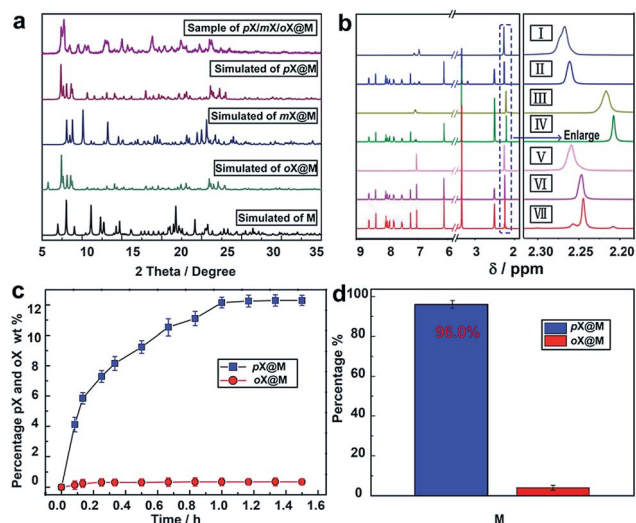 a
Sample of pX/mX/oX@M
Simulated of pX@M
Simulated of mX@M
Simulated of oX@M
Simulated of M
5 10 15 20 25 30 35
2 Theta / Degree
b
I
II
III
IV
Enlarge
V
VI
VII
9 8 7 6 4 3 2 2.30 2.25 2.20
δ / ppm
c
Percentage pX and oX wt %
12
10
8
6
4
2
0
pX@M
oX@M
0.0 0.2 0.4 0.6 0.8 1.0 1.2 1.4 1.6
Time / h
d
Percentage %
100
80
60
40
20
0
96.0%
pX@M
oX@M
M